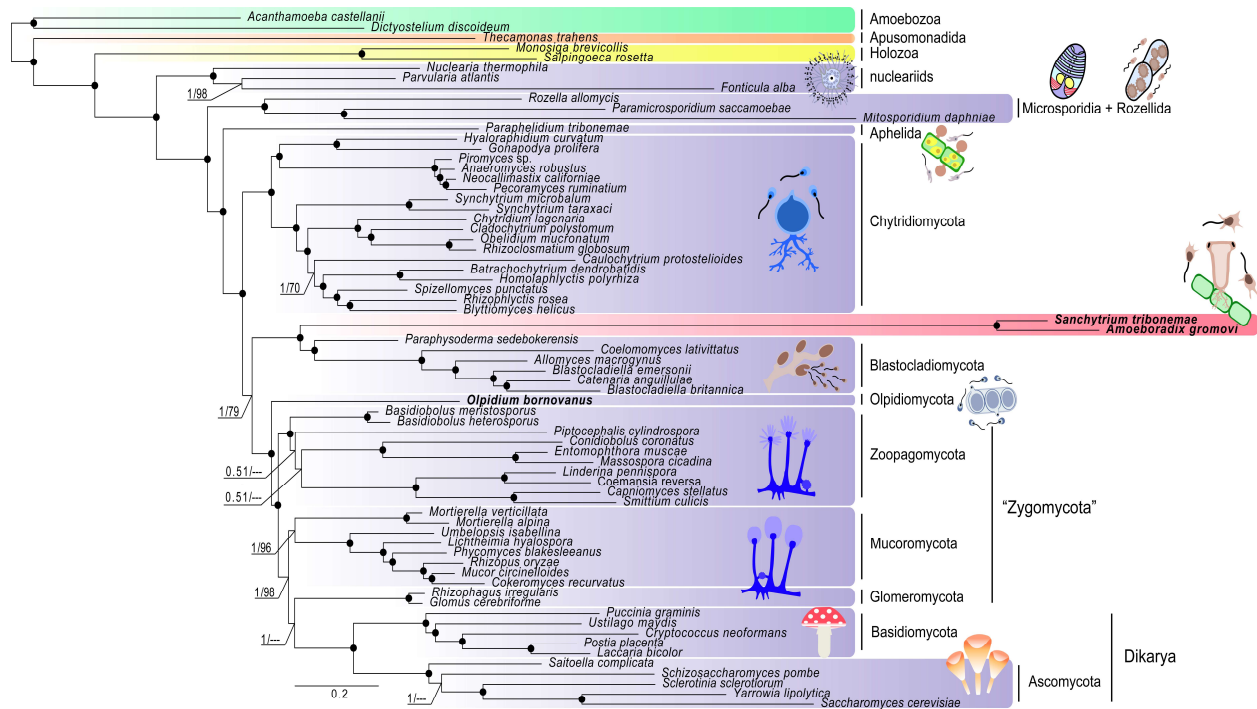 Acanthamoeba castellanii
Dictyostelium discoideum
Amoebozoa
Thecamonas trahens
Apusomonadida
Monosiga brevicollis
Salpingoeca rosetta
Holozoa
Nuclearia thermophila
Parvularia atlantis
Fonticula alba
1/98
nucleariids
Rozella allomycis
Paramicrosporidium saccamoebae
Mitosporidium daphniae
Microsporidia + Rozellida
Paraphelidium tribonemae
Aphelida
Hyaloraphidium curvatum
Gonapodya prolifera
Piromyces sp.
Anaeromyces robustus
Neocallimastix californiae
Pecoramyces ruminatium
Synchytrium microbalum
Synchytrium taraxaci
Chytridium lagenaria
Cladochytrium polystomum
Obelidium mucronatum
Rhizoclosmatium globosum
Caulochytrium protostelioides
Batrachochytrium dendrobatidis
Homolaphlyctis polyrhiza
1/70
Spizellomyces punctatus
Rhizophlyctis rosea
Blyttiomyces helicus
Chytridiomycota
Sanchytrium tribonemae
Amoeboradix gromovi
Paraphysoderma sedebokerensis
Coelomomyces lativittatus
Allomyces macrogynus
Blastocladiella emersonii
Catenaria anguillulae
Blastocladiella britannica
Blastocladiomycota
1/79
Olpidium bornovanus
Olpidiomycota
Basidiobolus meristosporus
Basidiobolus heterosporus
Piptocephalis cylindrospora
Conidiobolus coronatus
Entomophthora muscae
Massospora cicadina
0.51/---
Linderina pennispora
Coemansia reversa
0.51/---
Capniomyces stellatus
Smittium culicis
Zoopagomycota
"Zygomycota"
Mortierella verticillata
Mortierella alpina
Umbelopsis isabellina
Lichtheimia hyalospora
1/96
Phycomyces blakesleeanus
Rhizopus oryzae
Mucor circinelloides
Cokeromyces recurvatus
Mucoromycota
1/98
Rhizophagus irregularis
Glomus cerebriforme
Glomeromycota
Puccinia graminis
Ustilago maydis
Cryptococcus neoformans
1/---
Postia placenta
Laccaria bicolor
Basidiomycota
Dikarya
Saitoella complicata
Schizosaccharomyces pombe
Sclerotinia sclerotiorum
Yarrowia lipolytica
Saccharomyces cerevisiae
Ascomycota
0.2
1/---